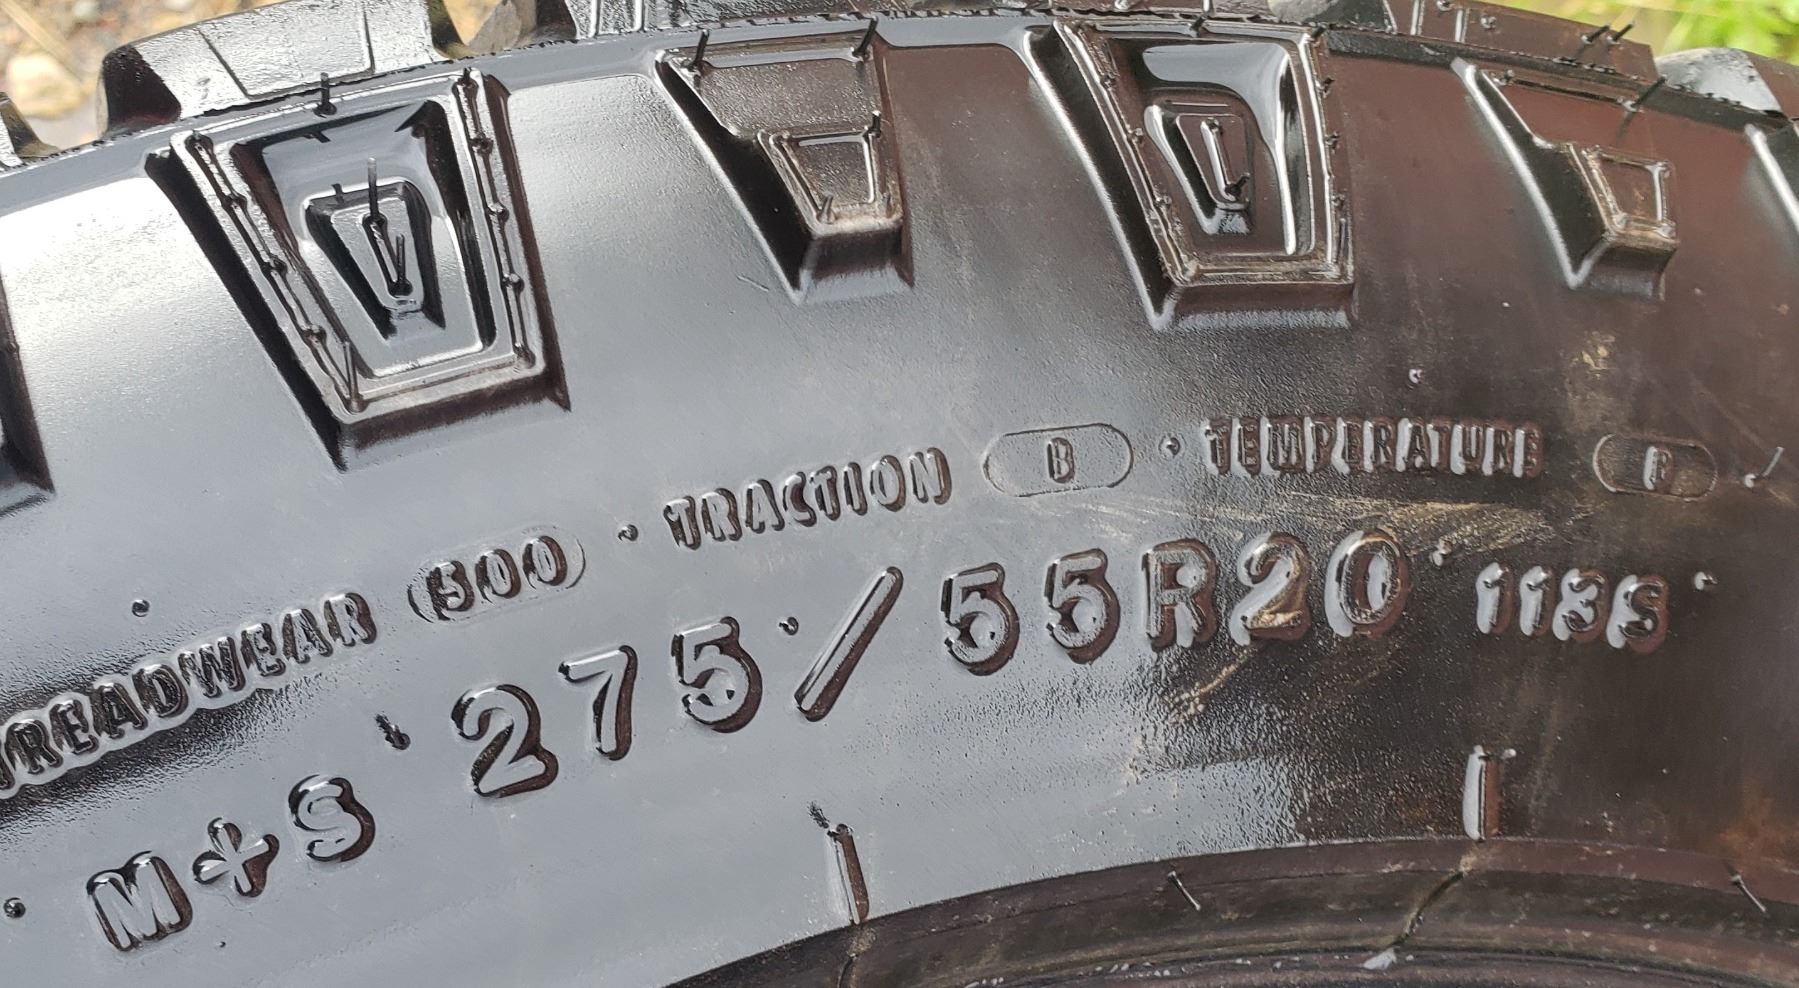 TREADWEAR 500 · TRACTION B · TEMPERATURE
M+S 275/55R20 113S